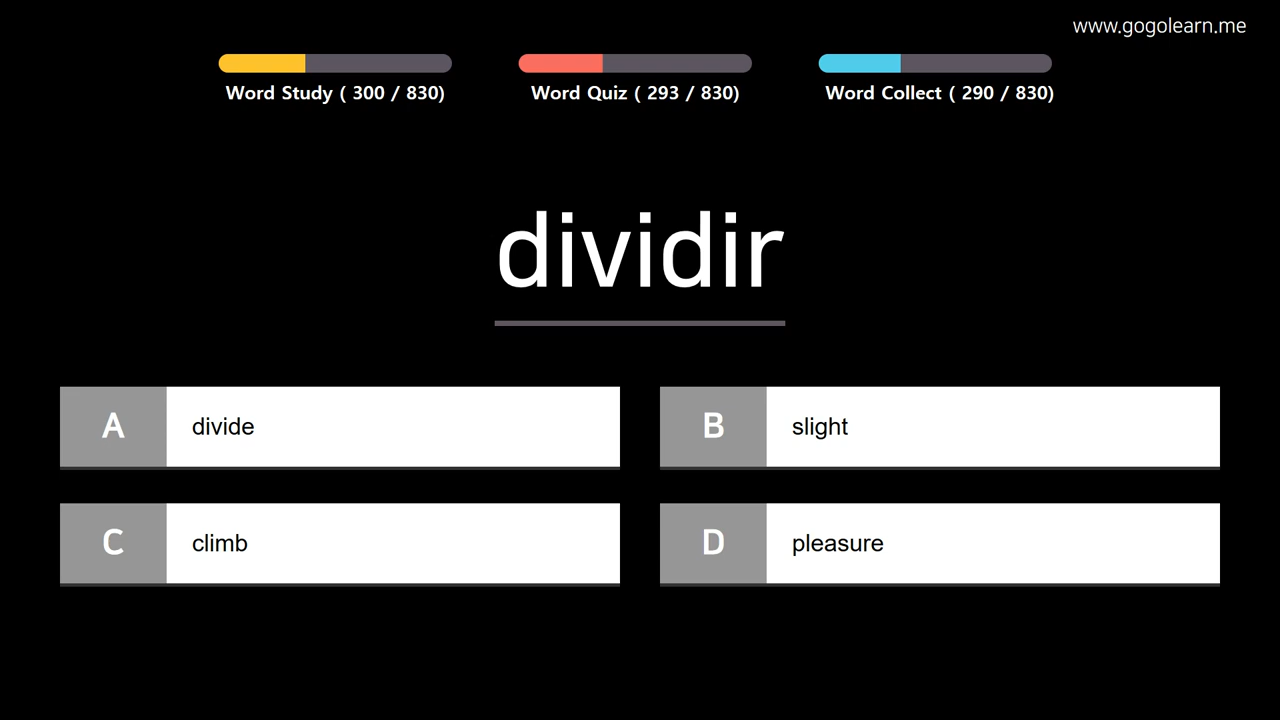 www.gogolearn.me
Word Study ( 300 / 830)
Word Quiz ( 293 / 830)
Word Collect ( 290 / 830)
dividir
A divide
B slight
C climb
D pleasure